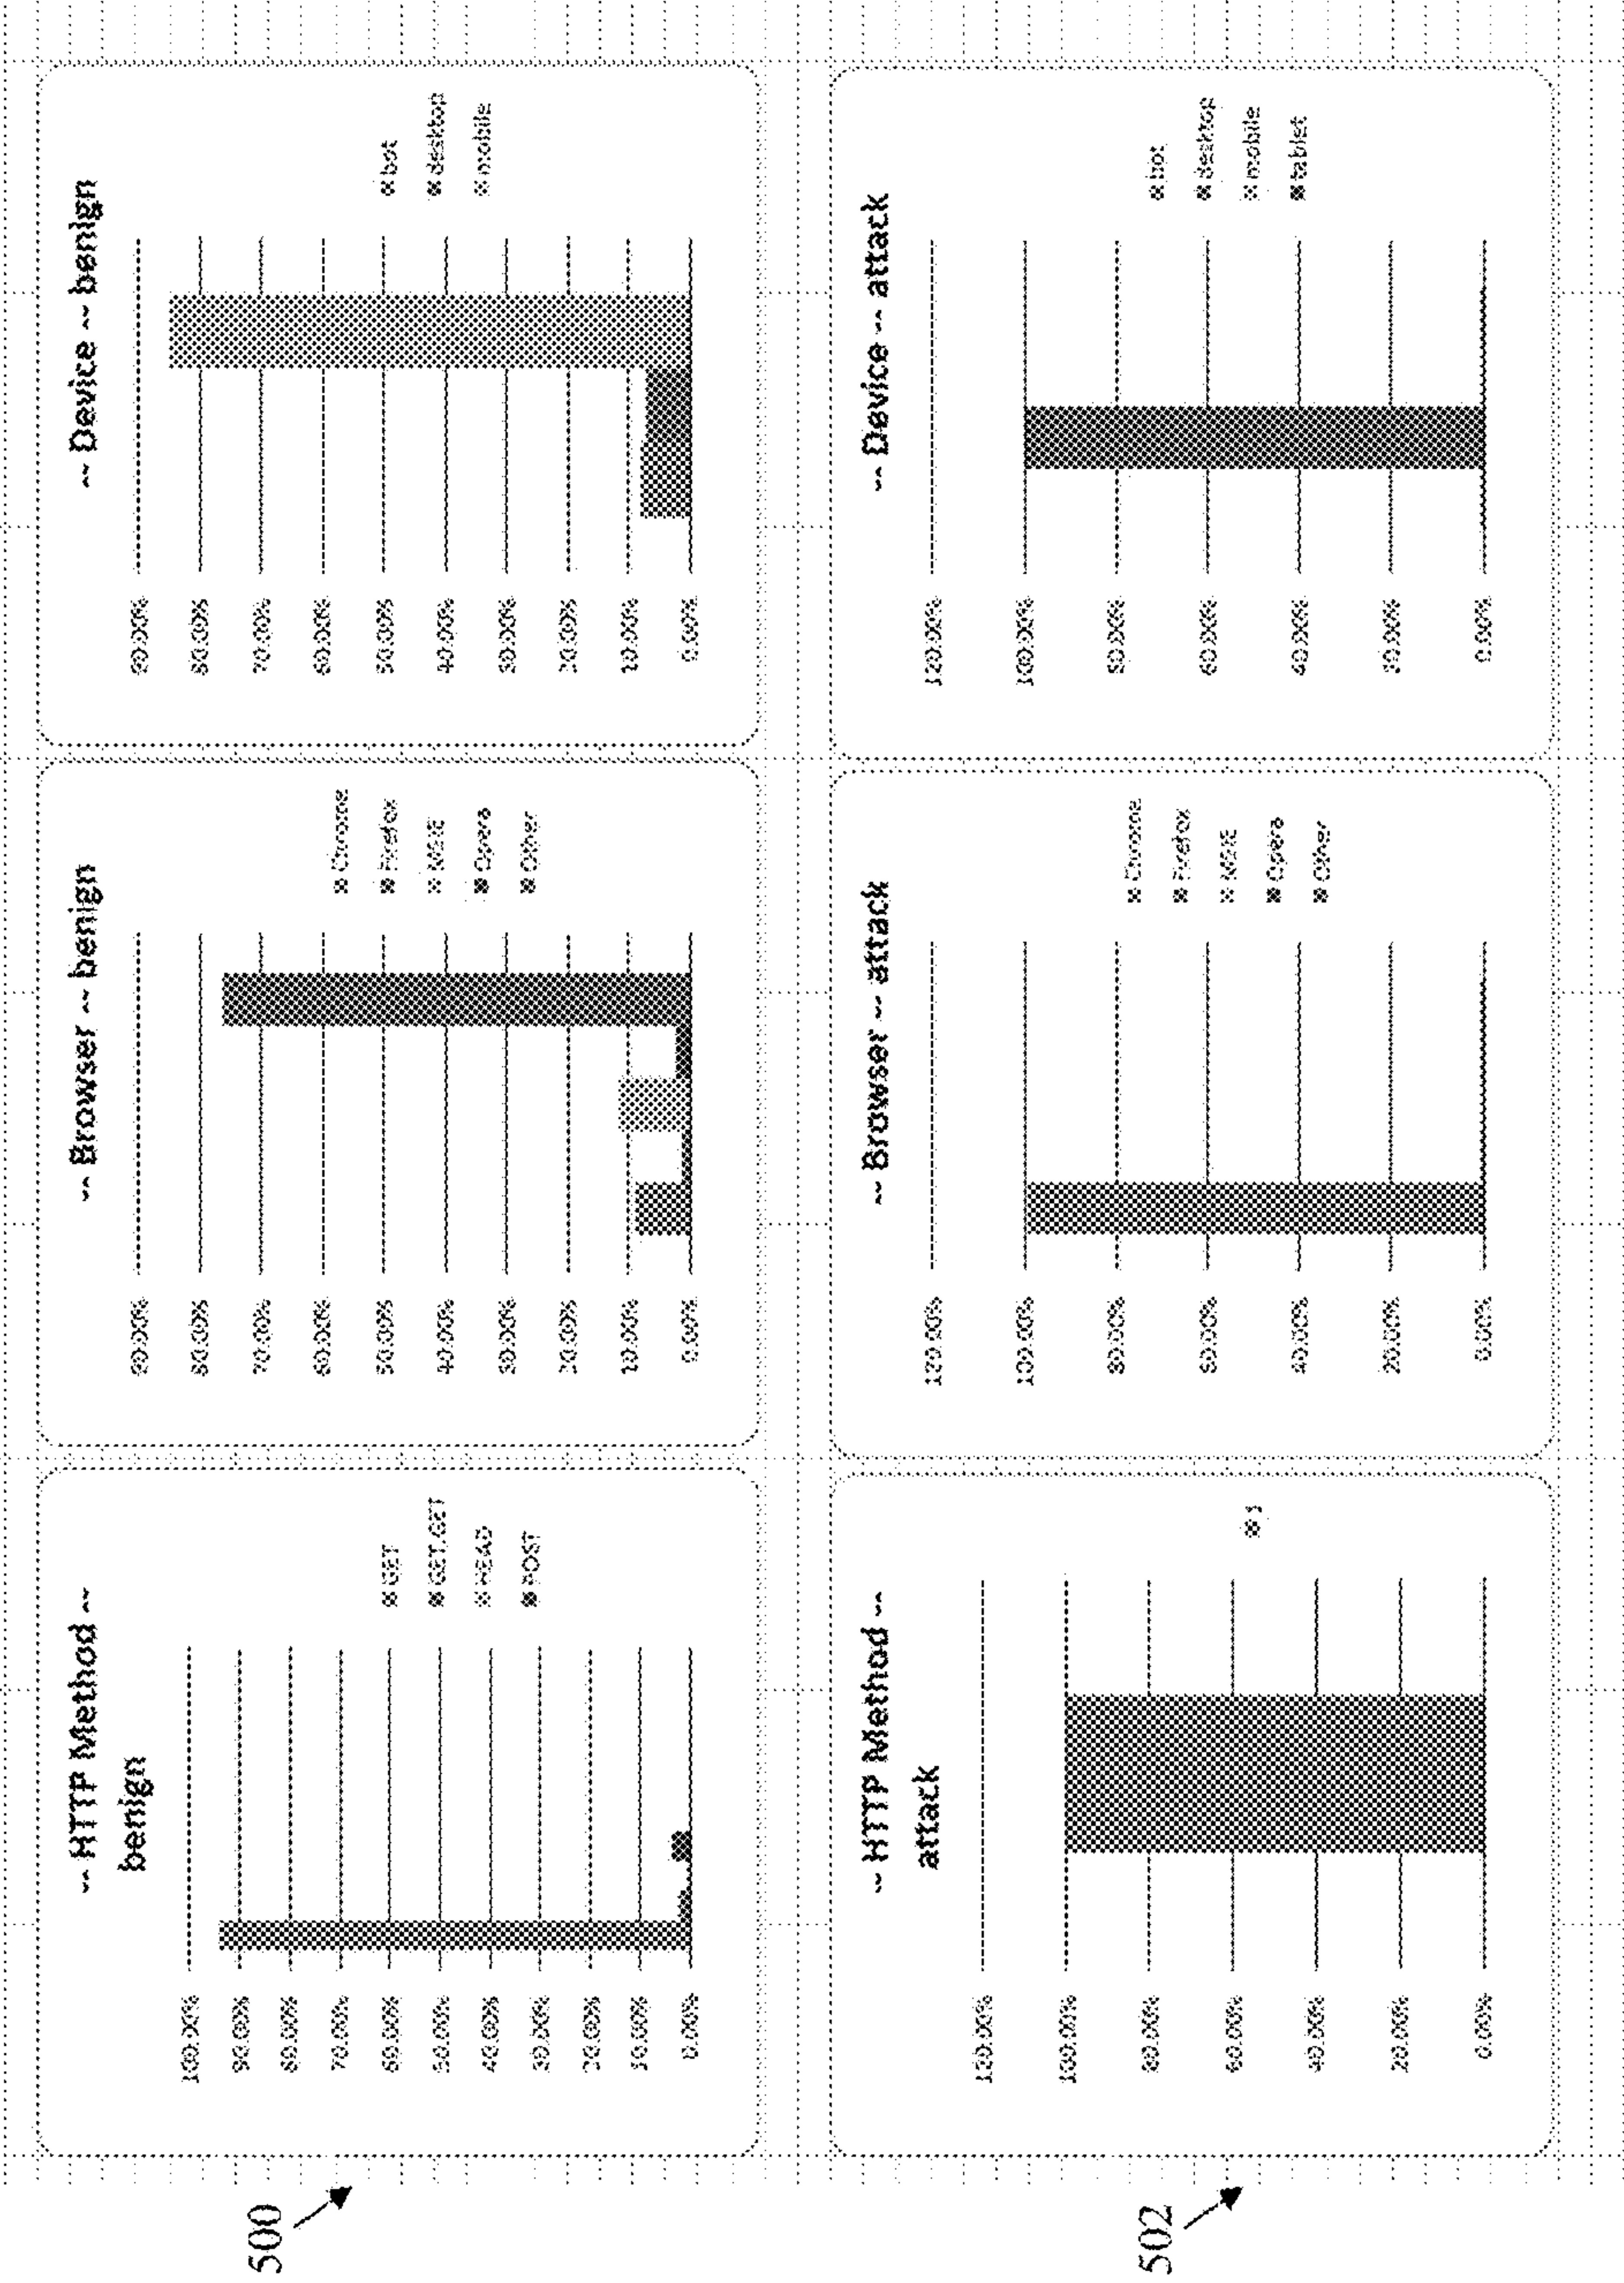 500
~ HTTP Method ~
benign
100.00%
90.00%
80.00%
70.00%
60.00%
50.00%
40.00%
30.00%
20.00%
10.00%
0.00%
GET
GET,GET
HEAD
POST
~ Browser ~ benign
90.00%
80.00%
70.00%
60.00%
50.00%
40.00%
30.00%
20.00%
10.00%
0.00%
Chrome
Firefox
MSIE
Opera
Other
~ Device ~ benign
90.00%
80.00%
70.00%
60.00%
50.00%
40.00%
30.00%
20.00%
10.00%
0.00%
bot
desktop
mobile
502
~ HTTP Method ~
attack
120.00%
100.00%
80.00%
60.00%
40.00%
20.00%
0.00%
1
~ Browser ~ attack
120.00%
100.00%
80.00%
60.00%
40.00%
20.00%
0.00%
Chrome
Firefox
MSIE
Opera
Other
~ Device ~ attack
120.00%
100.00%
80.00%
60.00%
40.00%
20.00%
0.00%
bot
desktop
mobile
tablet